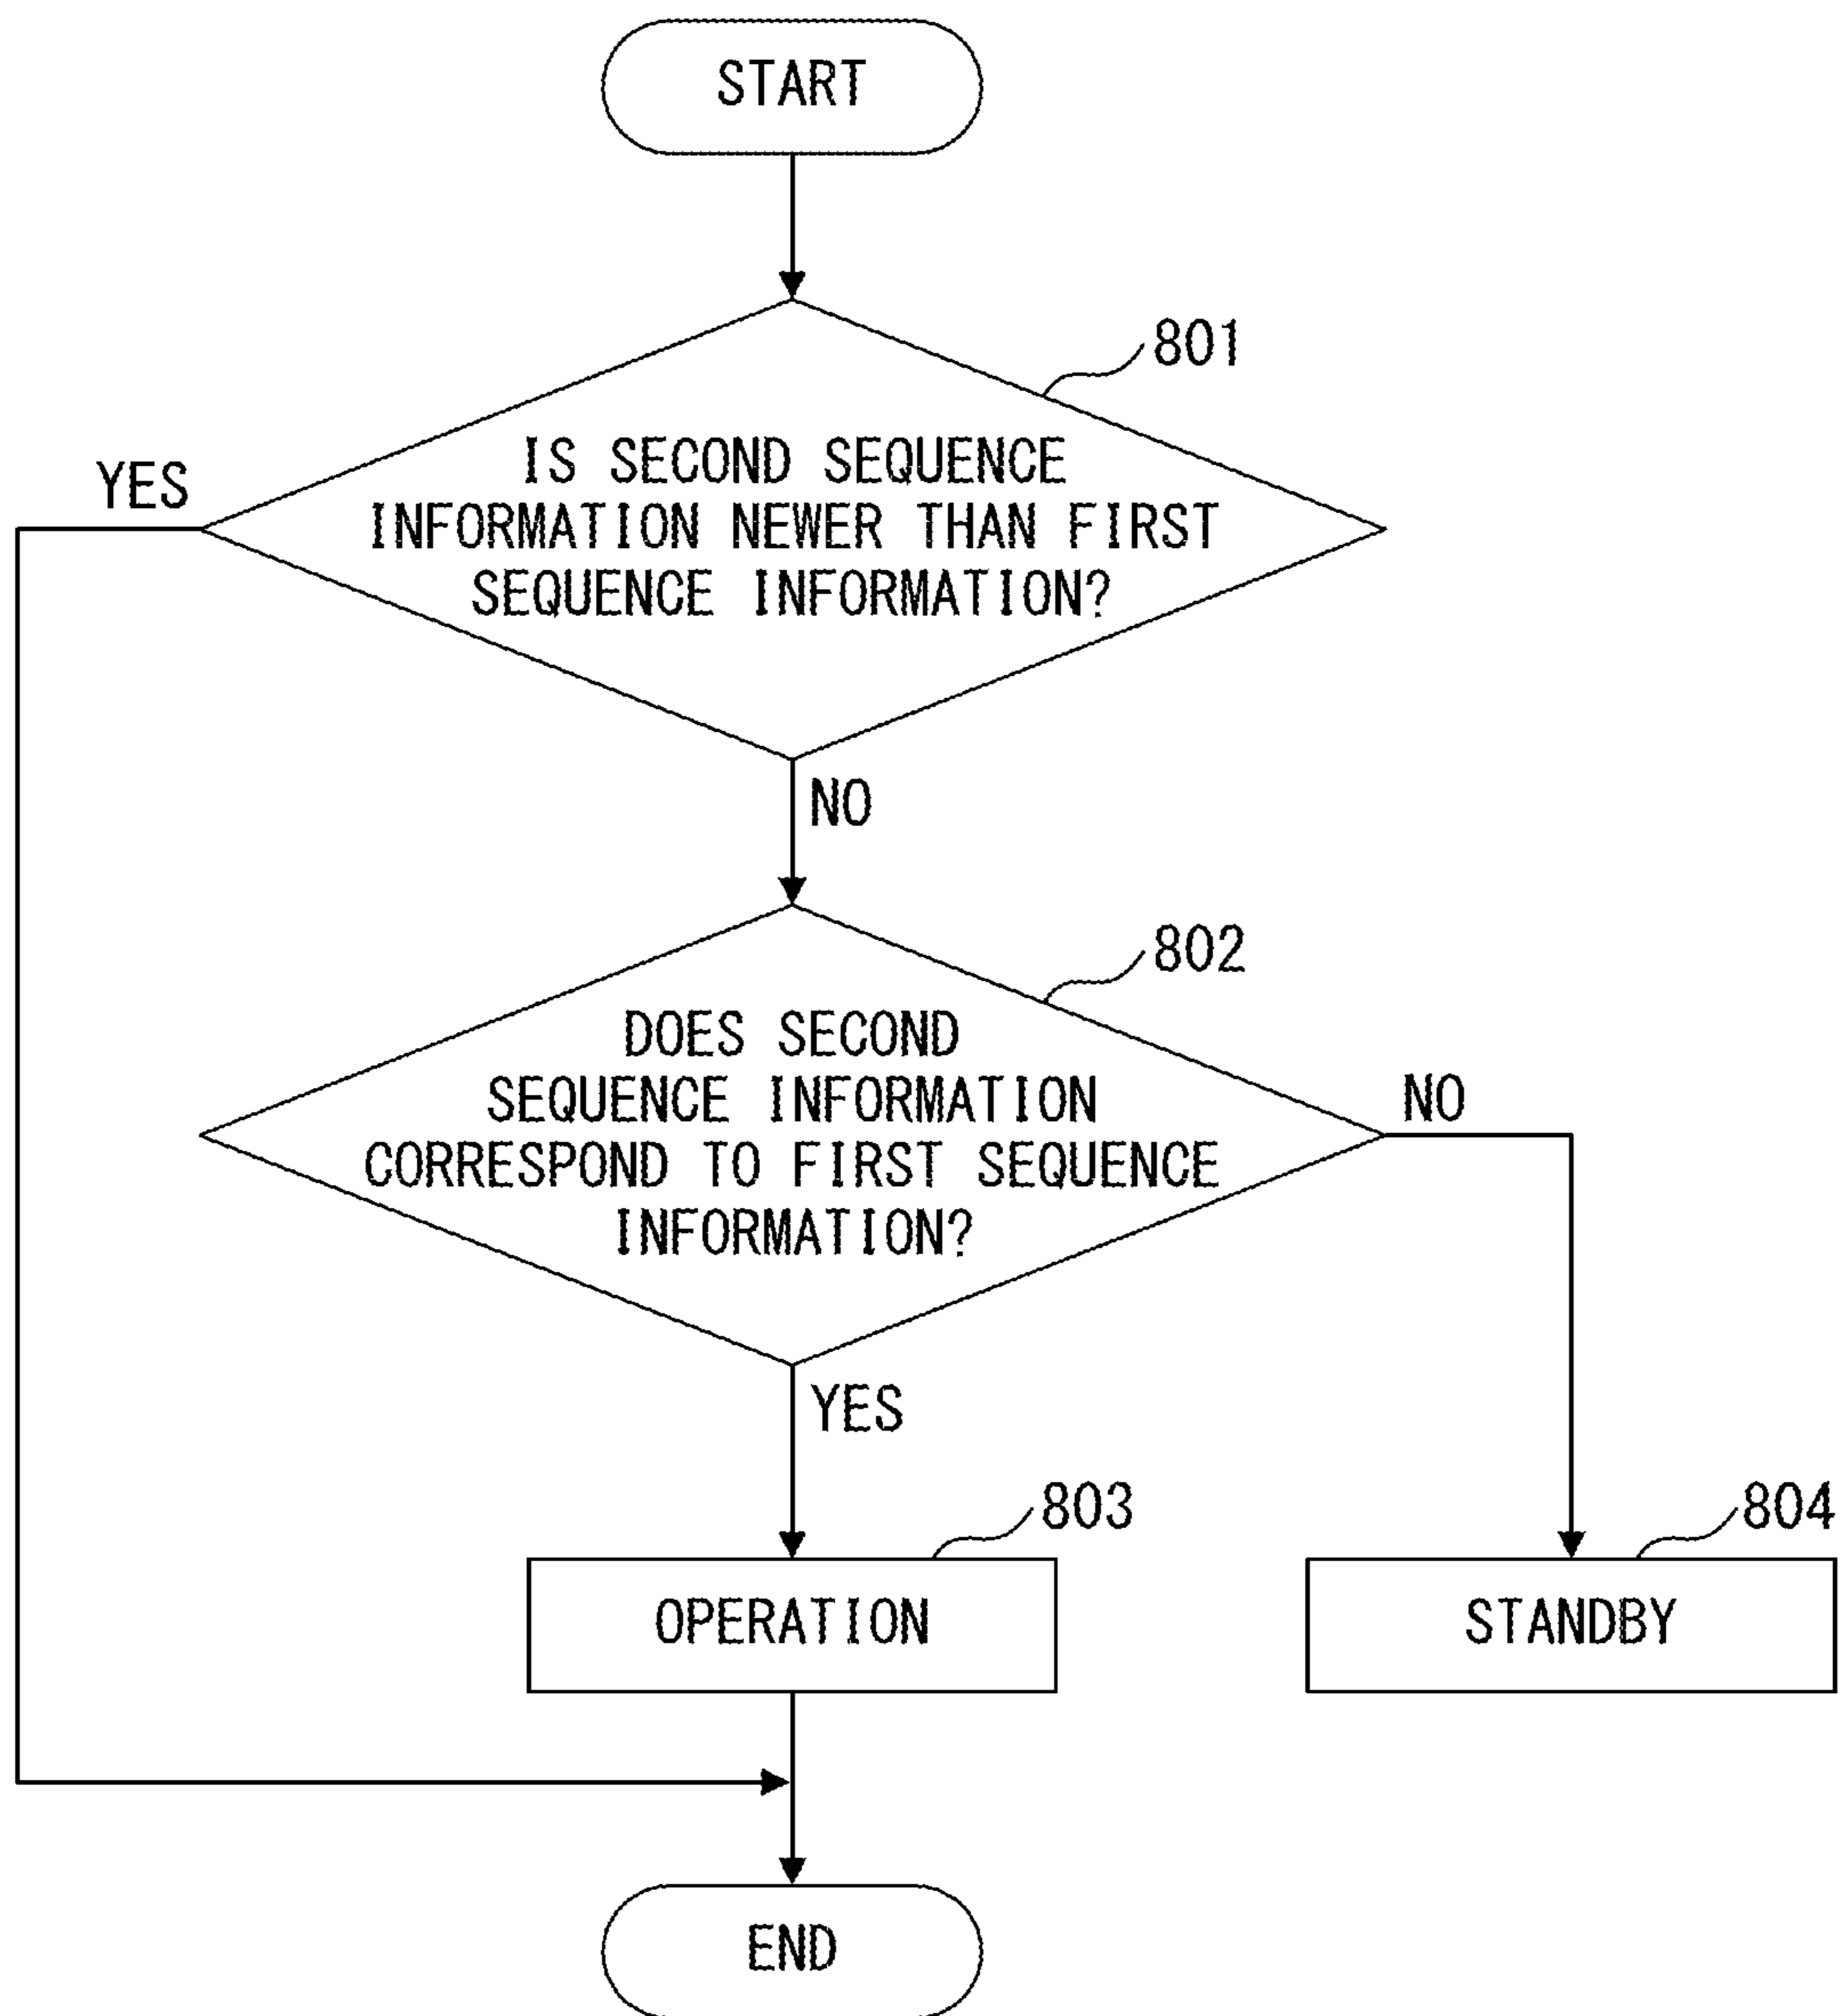 START
801
IS SECOND SEQUENCE
INFORMATION NEWER THAN FIRST
SEQUENCE INFORMATION?
YES
NO
802
DOES SECOND
SEQUENCE INFORMATION
CORRESPOND TO FIRST SEQUENCE
INFORMATION?
NO
YES
803
OPERATION
804
STANDBY
END